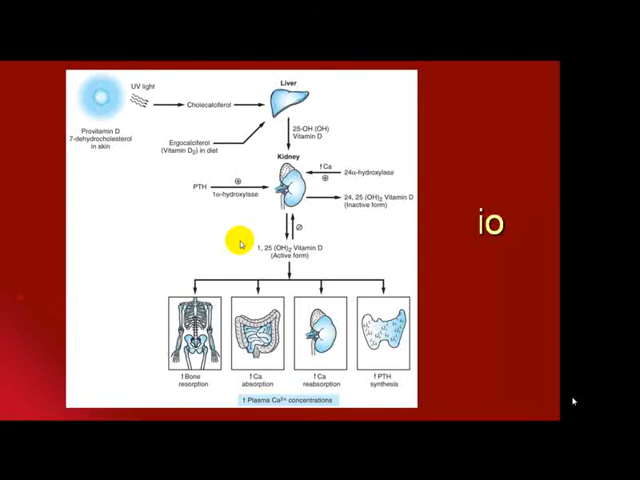 UV light
Liver
Cholecalciferol
Provitamin D
7-dehydrocholesterol
in skin
25-OH (OH)
Vitamin D
Ergocalciferol
(Vitamin D₂) in diet
Kidney
↑Ca
24α-hydroxylase
PTH
1α-hydroxylase
24, 25 (OH)₂ Vitamin D
(Inactive form)
io
1, 25 (OH)₂ Vitamin D
(Active form)
↑Bone
resorption
↑Ca
absorption
↑Ca
reabsorption
↑PTH
synthesis
↑ Plasma Ca²⁺ concentrations